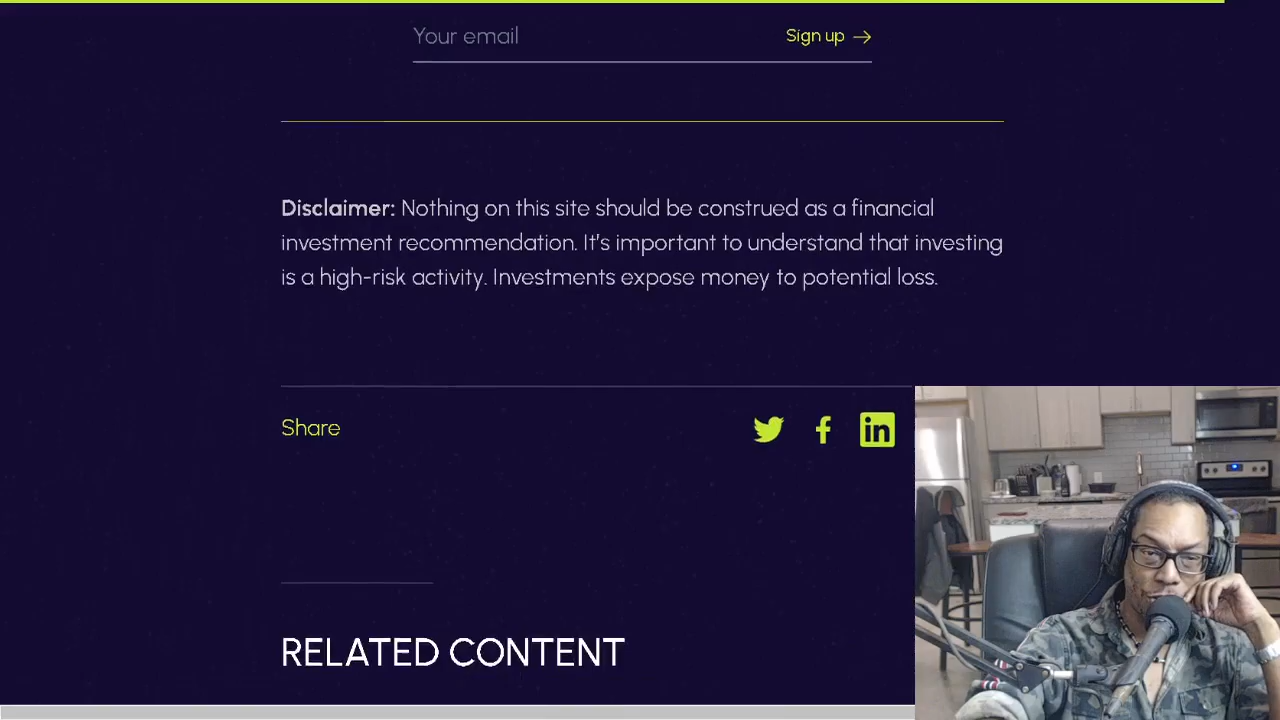 Your email
Sign up
Disclaimer: Nothing on this site should be construed as a financial
investment recommendation. It's important to understand that investing
is a high-risk activity. Investments expose money to potential loss.
Share
RELATED CONTENT